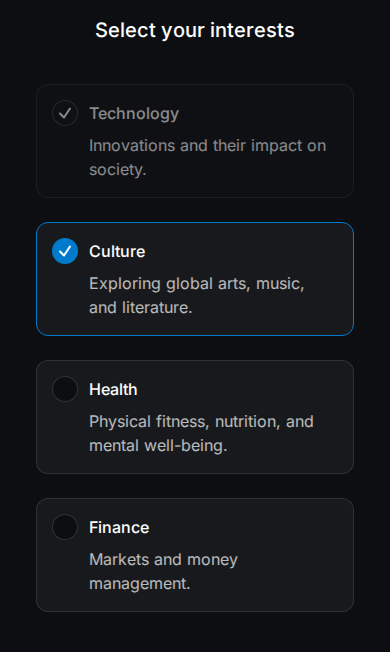 Select your interests
Technology
Innovations and their impact on
society.
Culture
Exploring global arts, music,
and literature.
Health
Physical fitness, nutrition, and
mental well-being.
Finance
Markets and money
management.